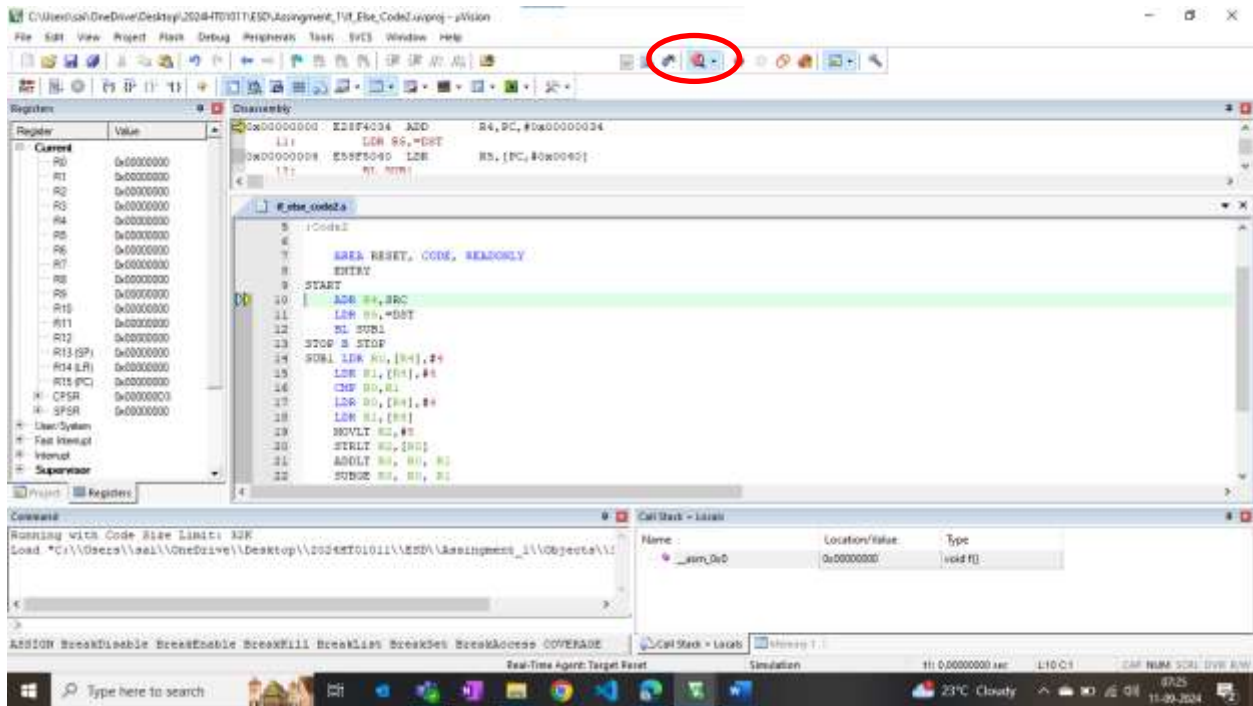 C:\Users\sai\OneDrive\Desktop\2024HT01011\ESD\Assingment_1\If_Else_Code2.uvproj - µVision
File Edit View Project Flash Debug Peripherals Tools SVCS Window Help
Registers
Register Value
Current
R0 0x00000000
R1 0x00000000
R2 0x00000000
R3 0x00000000
R4 0x00000000
R5 0x00000000
R6 0x00000000
R7 0x00000000
R8 0x00000000
R9 0x00000000
R10 0x00000000
R11 0x00000000
R12 0x00000000
R13 (SP) 0x00000000
R14 (LR) 0x00000000
R15 (PC) 0x00000000
CPSR 0x000000D3
SPSR 0x00000000
User/System
Fast Interrupt
Interrupt
Supervisor
Project Registers
Disassembly
0x00000000 E28F4034 ADD R4,PC,#0x00000034
11: LDR =DST
LDR R5,[PC,#0x0060]
BL SUB1
if_else_code2.s
5 ;Code2
6
7 AREA RESET, CODE, READONLY
8 ENTRY
9 START
10 ADR R4,SRC
11 LDR =DST
12 BL SUB1
13 STOP B STOP
14 SUB1 LDR R0,[R4],#4
15 LDR R1,[R4],#4
16 CMP R0,R1
17 LDR R0,[R4],#4
18 LDR R1,[R4]
19 MOVLT R2,#5
20 STRLT
21 ADDLT R0, R0, R1
22 SUBGE R0, R0, R1
Command
Running with Code Size Limit: 32K
Load "C:\\Users\\sai\\OneDrive\\Desktop\\2024HT01011\\ESD\\Assingment_1\\Objects\\
>
ASSIGN BreakDisable BreakEnable BreakKill BreakList BreakSet BreakAccess COVERAGE
Call Stack + Locals
Name Location/Value Type
__asm_0x0 0x00000000 void f()
Call Stack + Locals Memory 1
Real-Time Agent: Target Reset Simulation t1: 0.00000000 sec L:10 C:1 CAP NUM SCRL OVR R/W
Type here to search
23°C Cloudy
07:25
11-09-2024